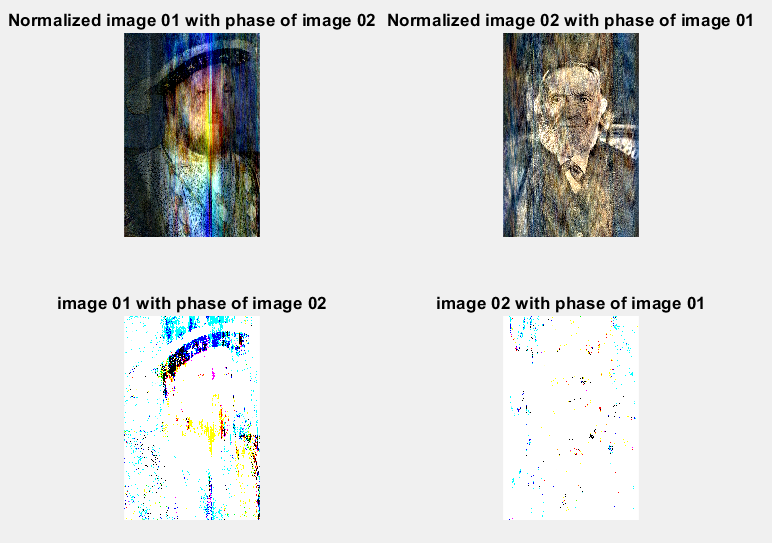 Normalized image 01 with phase of image 02
Normalized image 02 with phase of image 01
image 01 with phase of image 02
image 02 with phase of image 01